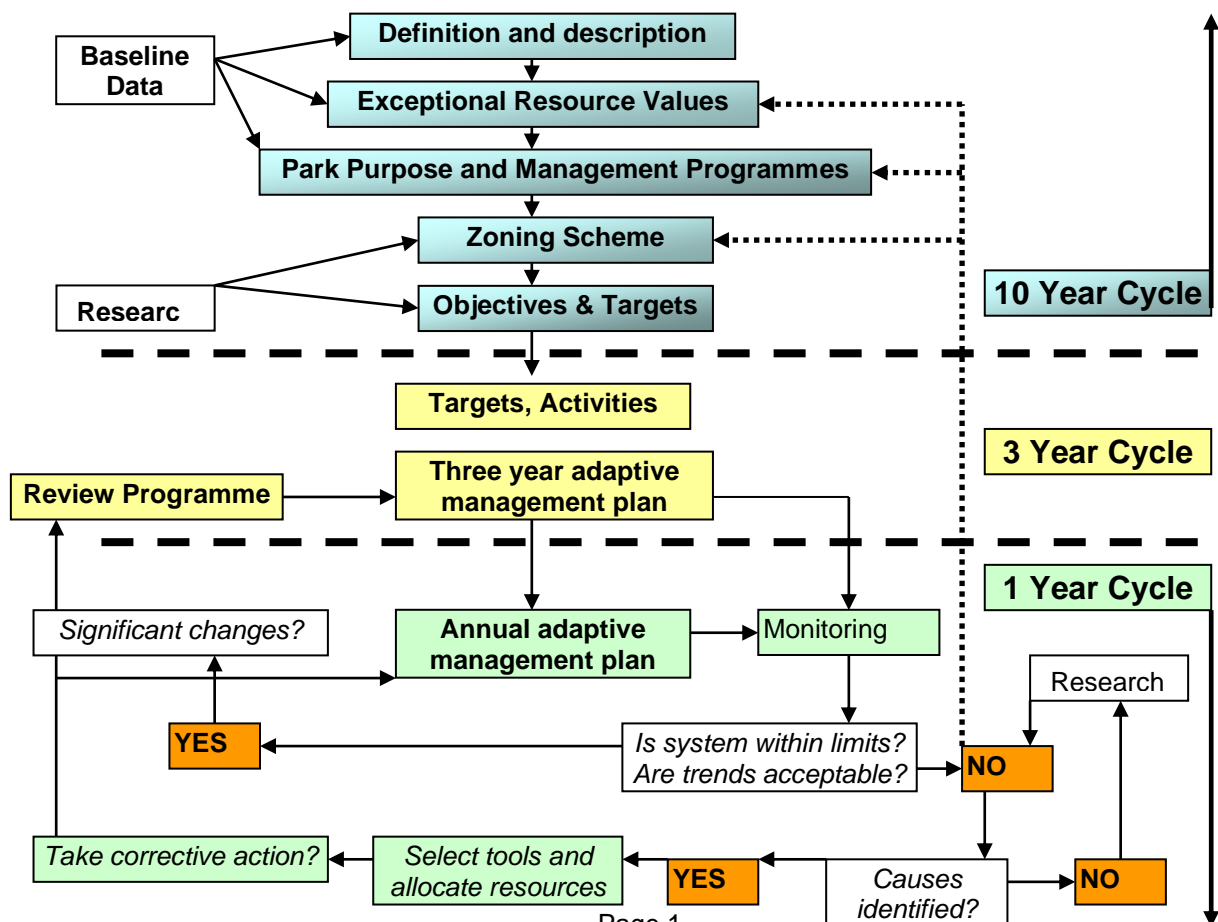 Definition and description
Baseline
Data
Exceptional Resource Values
Park Purpose and Management Programmes
Zoning Scheme
10 Year Cycle
Researc
Objectives & Targets
Targets, Activities
3 Year Cycle
Review Programme
Three year adaptive
management plan
1 Year Cycle
Significant changes?
Annual adaptive
management plan
Monitoring
Research
YES
Is system within limits?
Are trends acceptable?
NO
Take corrective action?
Select tools and
allocate resources
YES
Causes
identified?
NO
Page 1